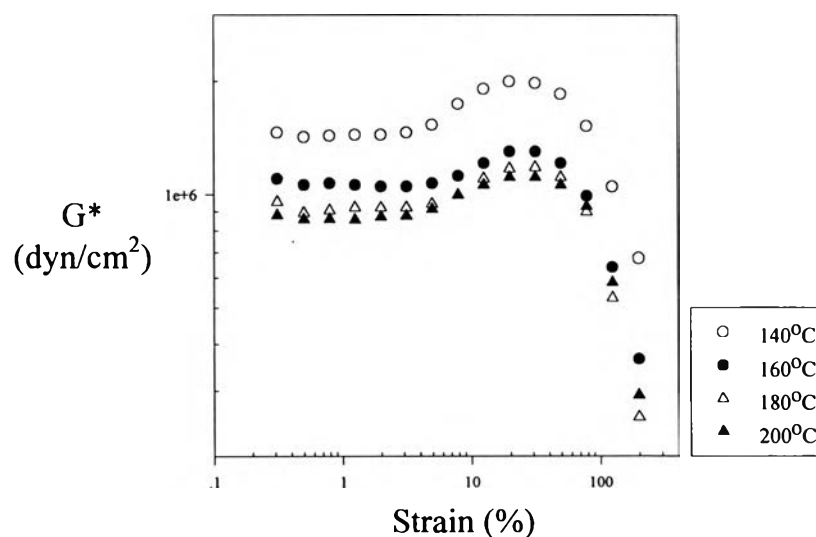 1e+6
G*
(dyn/cm²)
.1
1
10
100
Strain (%)
140ᴼC
160ᴼC
180ᴼC
200ᴼC